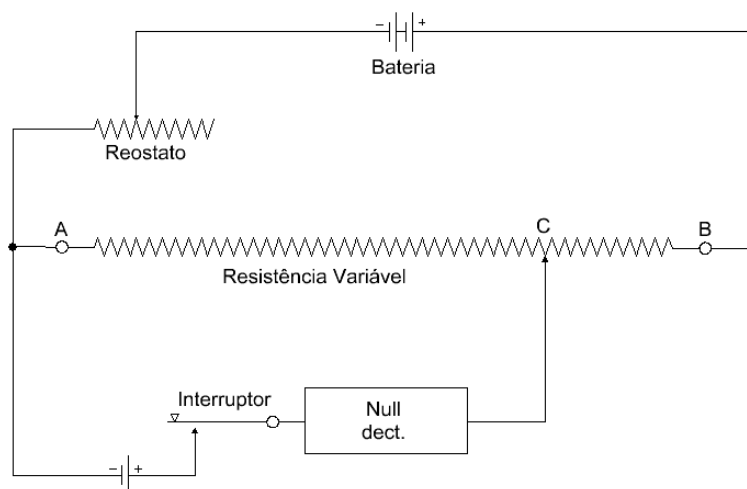 − +
Bateria
Reostato
A
C
B
Resistência Variável
Interruptor
Null
dect.
− +